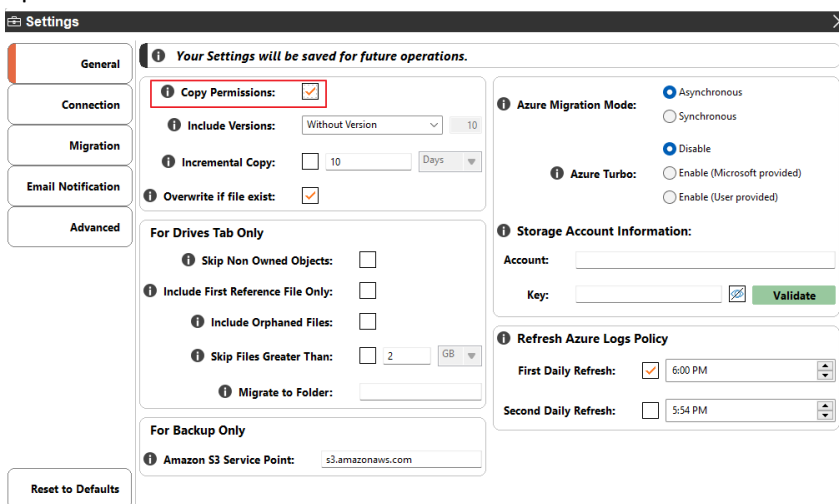 Settings
General
Connection
Migration
Email Notification
Advanced
Reset to Defaults
Your Settings will be saved for future operations.
Copy Permissions:
Include Versions: Without Version 10
Incremental Copy: 10 Days
Overwrite if file exist:
For Drives Tab Only
Skip Non Owned Objects:
Include First Reference File Only:
Include Orphaned Files:
Skip Files Greater Than: 2 GB
Migrate to Folder:
For Backup Only
Amazon S3 Service Point: s3.amazonaws.com
Azure Migration Mode: Asynchronous
Synchronous
Azure Turbo: Disable
Enable (Microsoft provided)
Enable (User provided)
Storage Account Information:
Account:
Key: Validate
Refresh Azure Logs Policy
First Daily Refresh: 6:00 PM
Second Daily Refresh: 5:54 PM